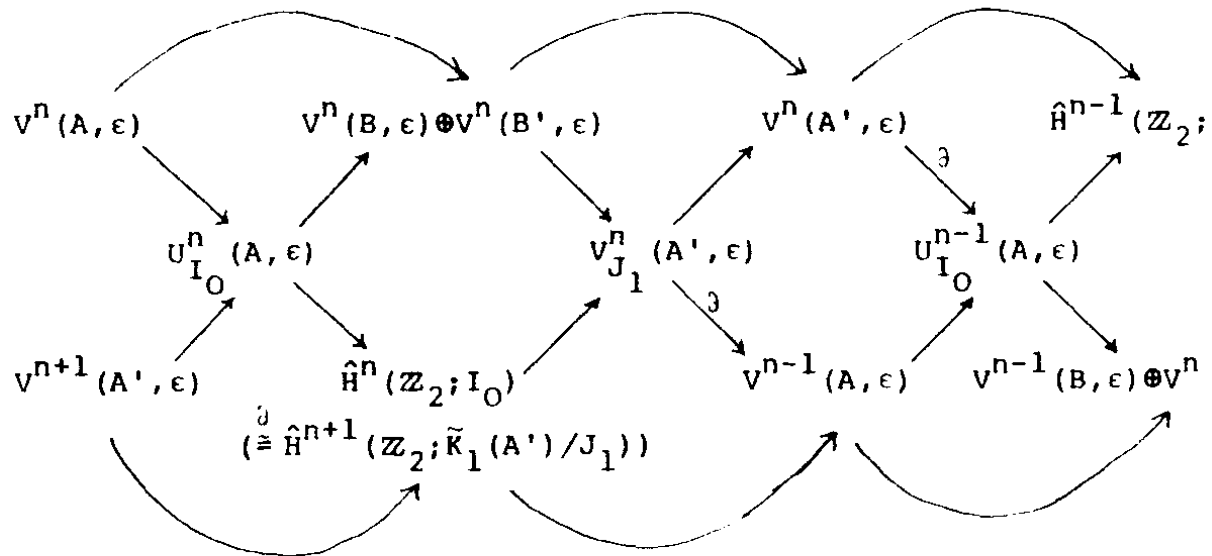 V^n(A,ε) V^n(B,ε)⊕V^n(B',ε) V^n(A',ε) Ĥ^{n-1}(ℤ_2;
∂
U^n_{I_0}(A,ε) V^n_{J_1}(A',ε) U^{n-1}_{I_0}(A,ε)
∂
V^{n+1}(A',ε) Ĥ^n(ℤ_2;I_0) V^{n-1}(A,ε) V^{n-1}(B,ε)⊕V^n
(≅^∂ Ĥ^{n+1}(ℤ_2;K̃_1(A')/J_1))